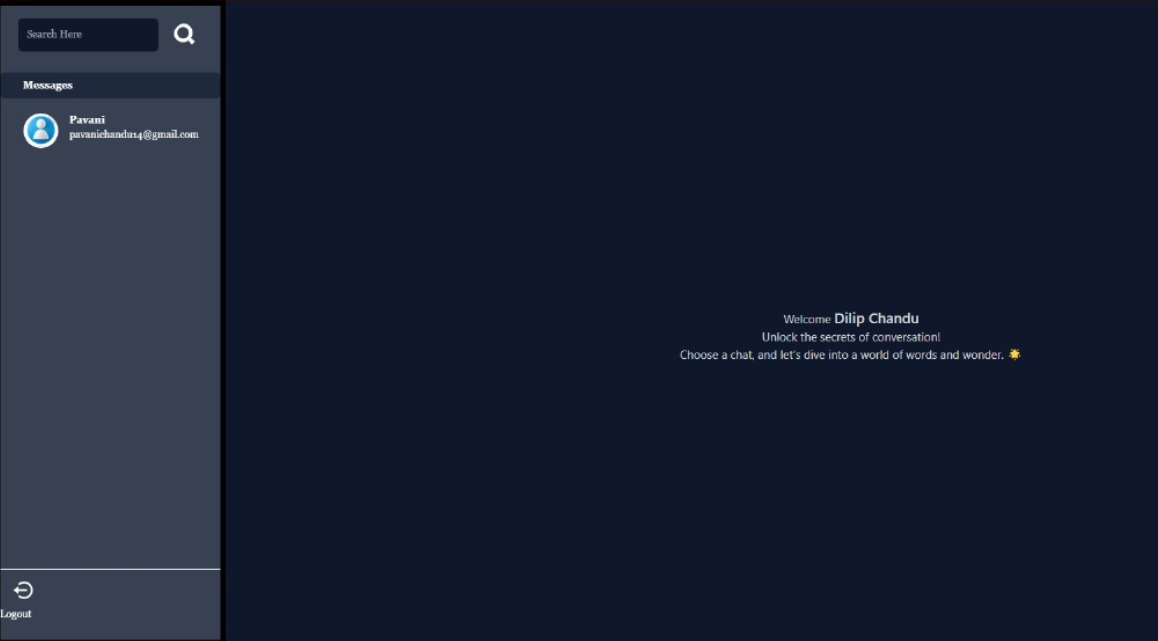 Search Here
Messages
Pavani
pavanichandu14@gmail.com
Welcome Dilip Chandu
Unlock the secrets of conversation!
Choose a chat, and let's dive into a world of words and wonder. 🌟
Logout